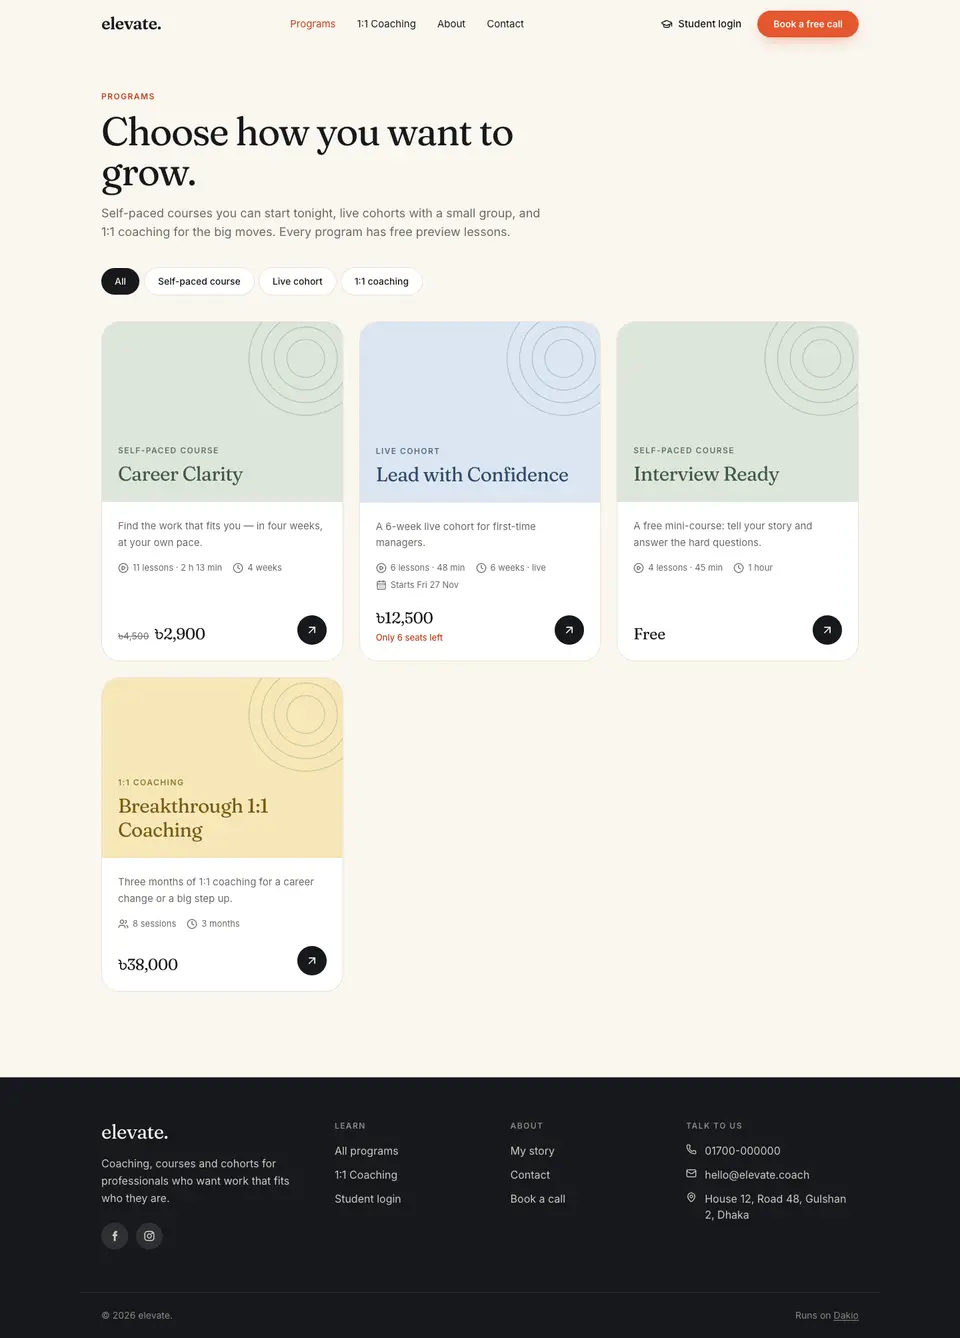 elevate.
Programs
1:1 Coaching
About
Contact
Student login
Book a free call
PROGRAMS
Choose how you want to
grow.
Self-paced courses you can start tonight, live cohorts with a small group, and
1:1 coaching for the big moves. Every program has free preview lessons.
All
Self-paced course
Live cohort
1:1 coaching
SELF-PACED COURSE
Career Clarity
Find the work that fits you — in four weeks,
at your own pace.
11 lessons · 2 h 13 min
4 weeks
৳4,500 ৳2,900
LIVE COHORT
Lead with Confidence
A 6-week live cohort for first-time
managers.
6 lessons · 48 min
6 weeks · live
Starts Fri 27 Nov
৳12,500
Only 6 seats left
SELF-PACED COURSE
Interview Ready
A free mini-course: tell your story and
answer the hard questions.
4 lessons · 45 min
1 hour
Free
1:1 COACHING
Breakthrough 1:1
Coaching
Three months of 1:1 coaching for a career
change or a big step up.
8 sessions
3 months
৳38,000
elevate.
Coaching, courses and cohorts for
professionals who want work that fits
who they are.
LEARN
All programs
1:1 Coaching
Student login
ABOUT
My story
Contact
Book a call
TALK TO US
01700-000000
hello@elevate.coach
House 12, Road 48, Gulshan
2, Dhaka
© 2026 elevate.
Runs on Dakio